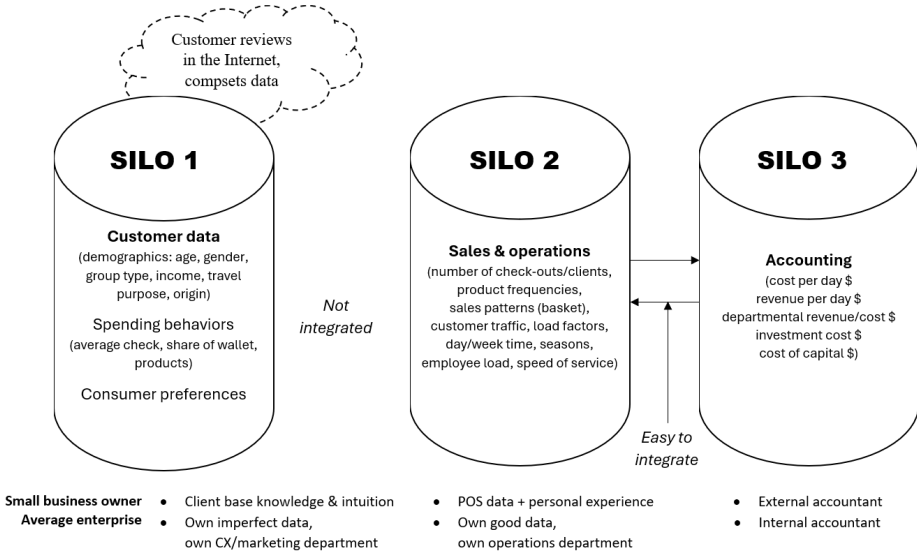 Customer reviews
in the Internet,
compsets data
SILO 1
Customer data
(demographics: age, gender,
group type, income, travel
purpose, origin)
Spending behaviors
(average check, share of wallet,
products)
Consumer preferences
Not
integrated
SILO 2
Sales & operations
(number of check-outs/clients,
product frequencies,
sales patterns (basket),
customer traffic, load factors,
day/week time, seasons,
employee load, speed of service)
Easy to
integrate
SILO 3
Accounting
(cost per day $
revenue per day $
departmental revenue/cost $
investment cost $
cost of capital $)
Small business owner
Average enterprise
• Client base knowledge & intuition
• Own imperfect data,
own CX/marketing department
• POS data + personal experience
• Own good data,
own operations department
• External accountant
• Internal accountant